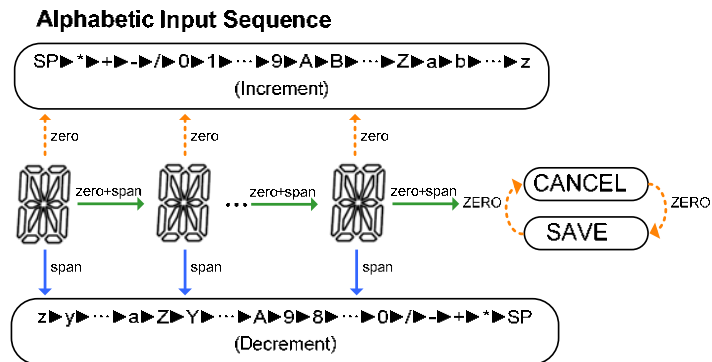 Alphabetic Input Sequence
SP▶*▶+▶-▶/▶0▶1▶···▶9▶A▶B▶···▶Z▶a▶b▶···▶z
(Increment)
zero zero zero
zero+span ... zero+span zero+span ZERO CANCEL ZERO
SAVE
span span span
z▶y▶···▶a▶Z▶Y▶···▶A▶9▶8▶···▶0▶/▶-▶+▶*▶SP
(Decrement)